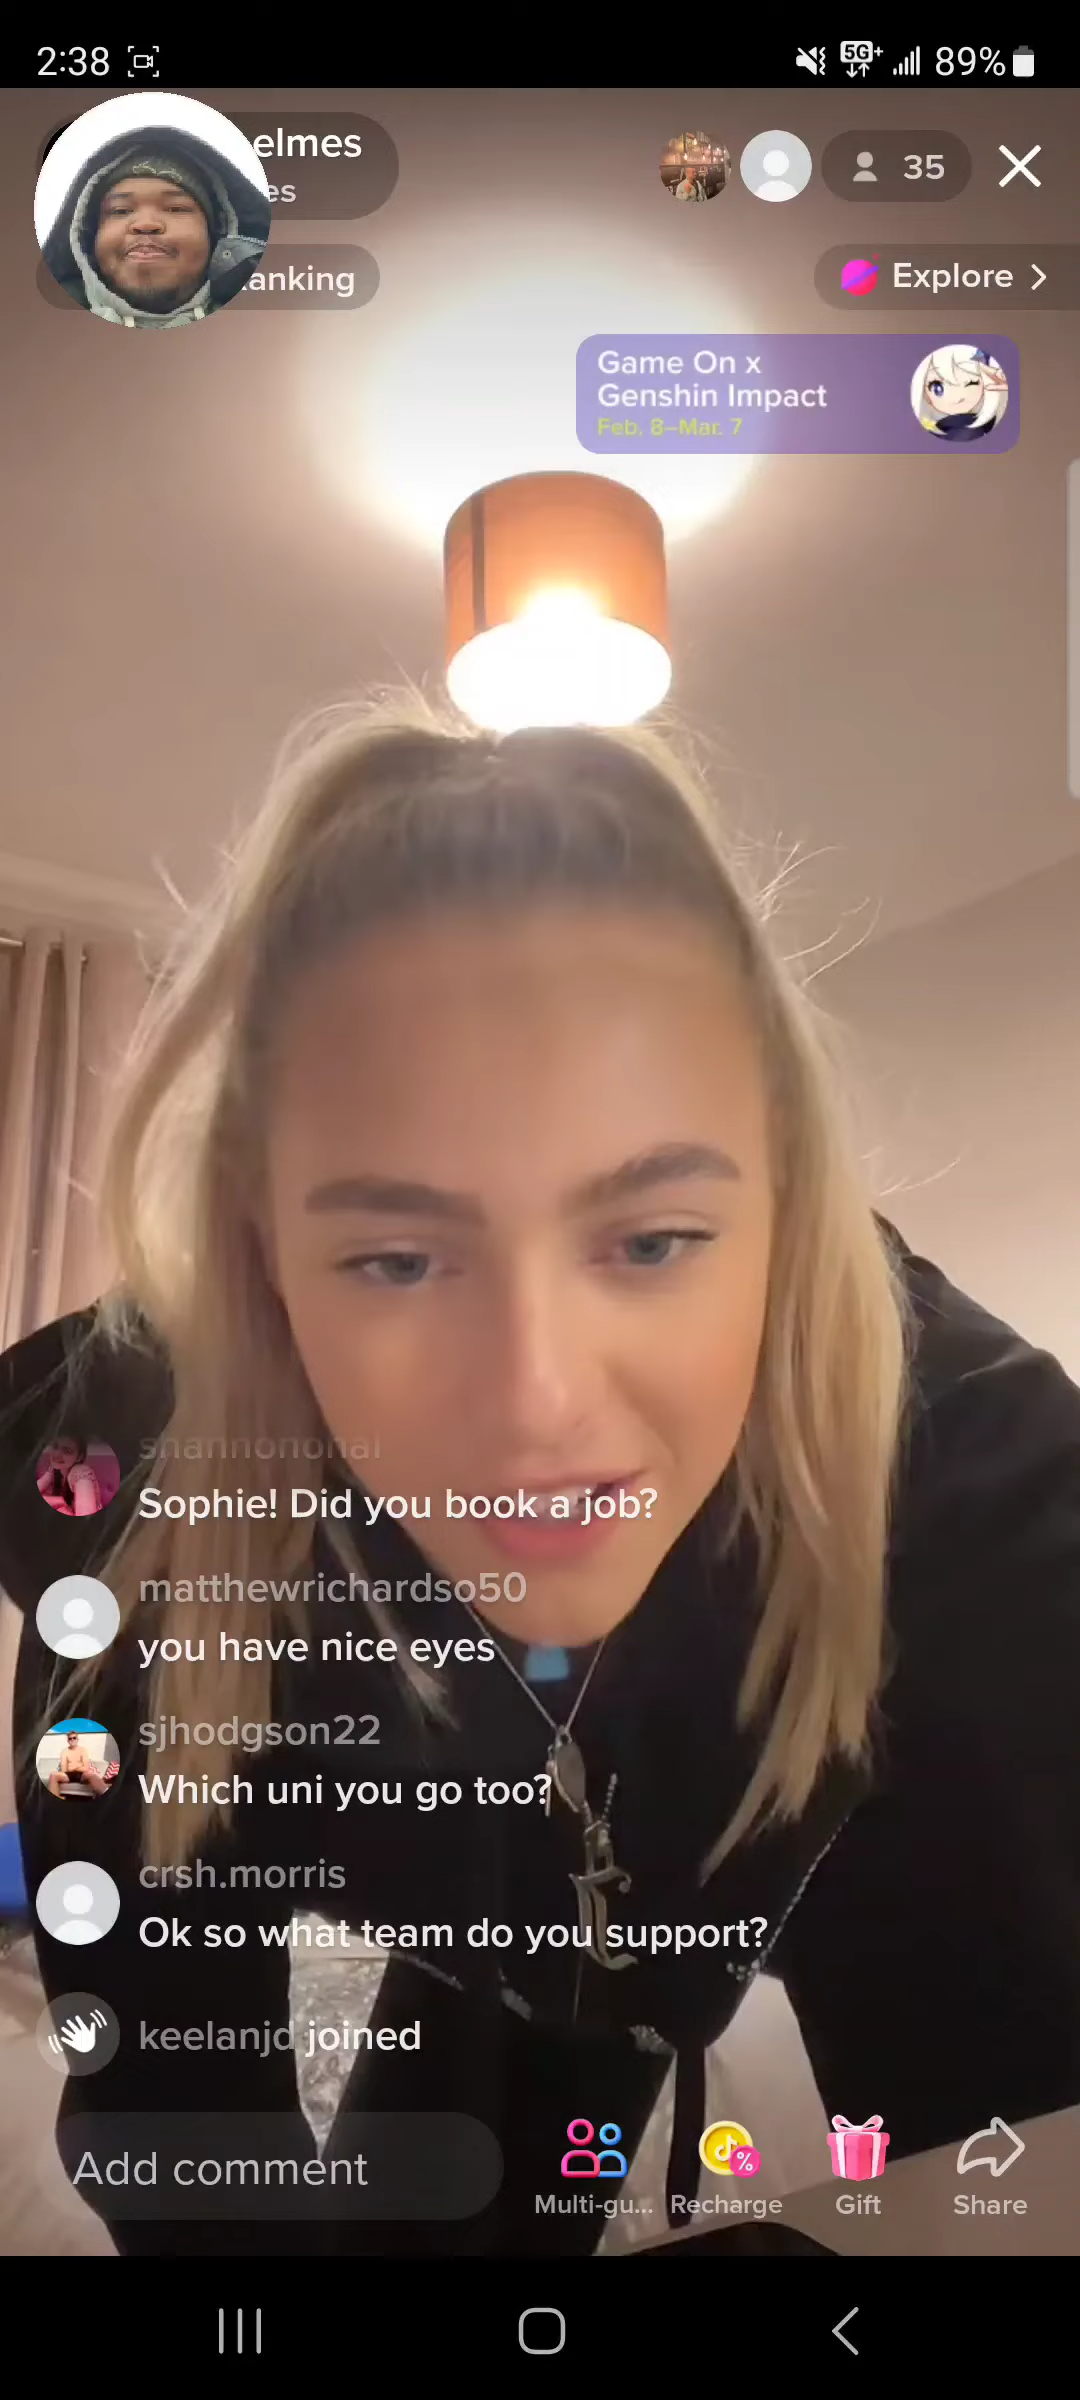 2:38
5G+
89%
elmes
es
35
anking
Explore
Game On x
Genshin Impact
Feb. 8–Mar. 7
Sophie! Did you book a job?
matthewrichardso50
you have nice eyes
sjhodgson22
Which uni you go too?
crsh.morris
Ok so what team do you support?
keelanjd joined
Add comment
Multi-gu...
Recharge
Gift
Share